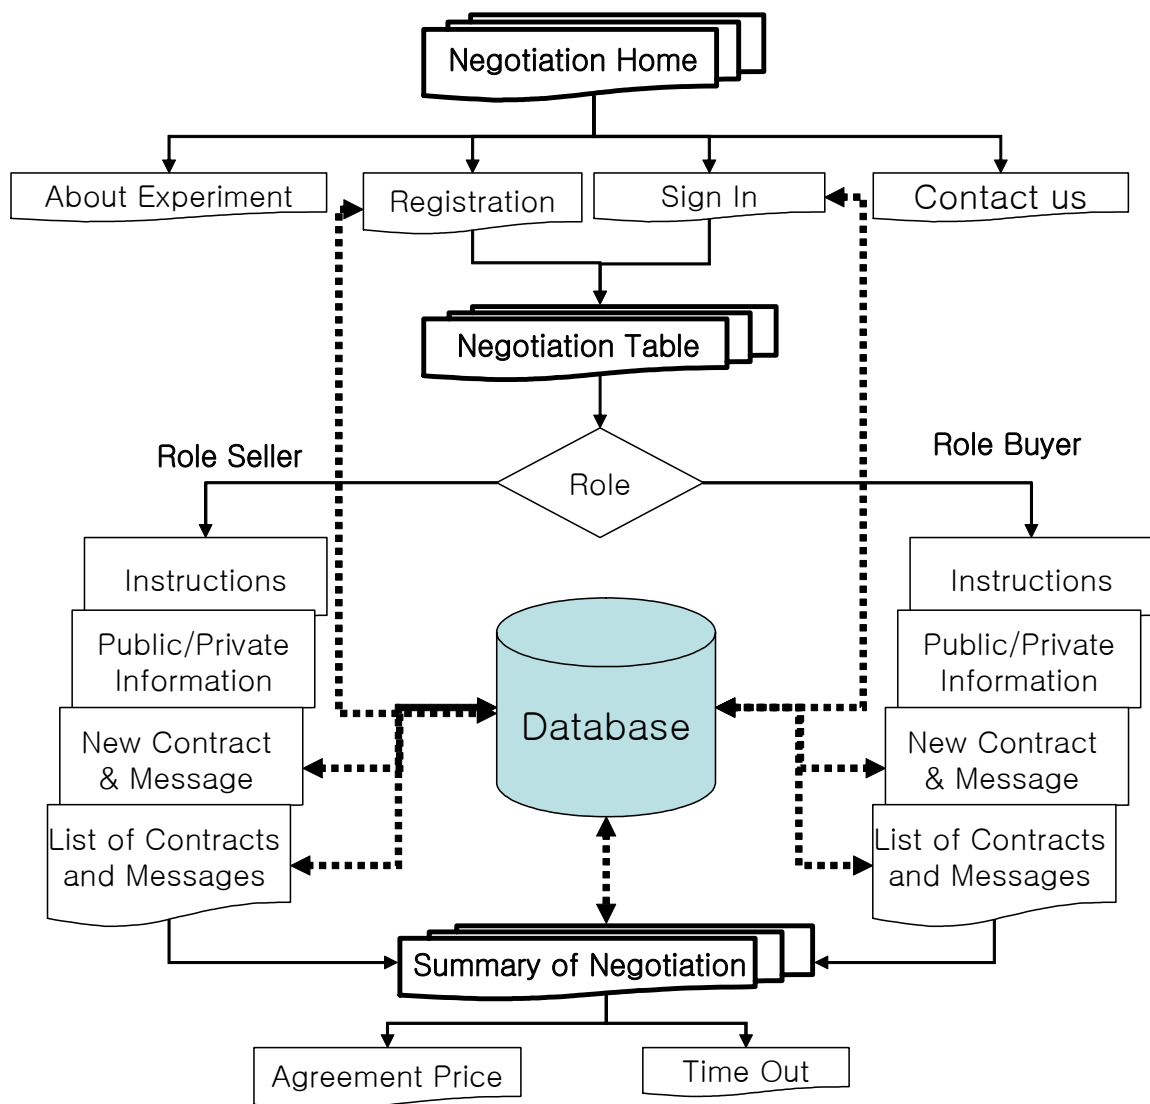 Negotiation Home
About Experiment
Registration
Sign In
Contact us
Negotiation Table
Role Seller
Role
Role Buyer
Instructions
Public/Private
Information
New Contract
& Message
List of Contracts
and Messages
Database
Instructions
Public/Private
Information
New Contract
& Message
List of Contracts
and Messages
Summary of Negotiation
Agreement Price
Time Out